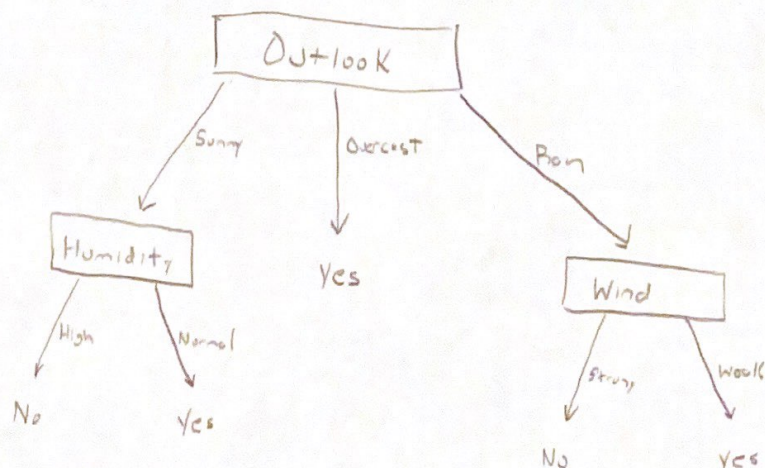 Outlook
Sunny
Overcast
Rain
Humidity
Yes
Wind
High
Normal
Strong
Weak
No
Yes
No
Yes